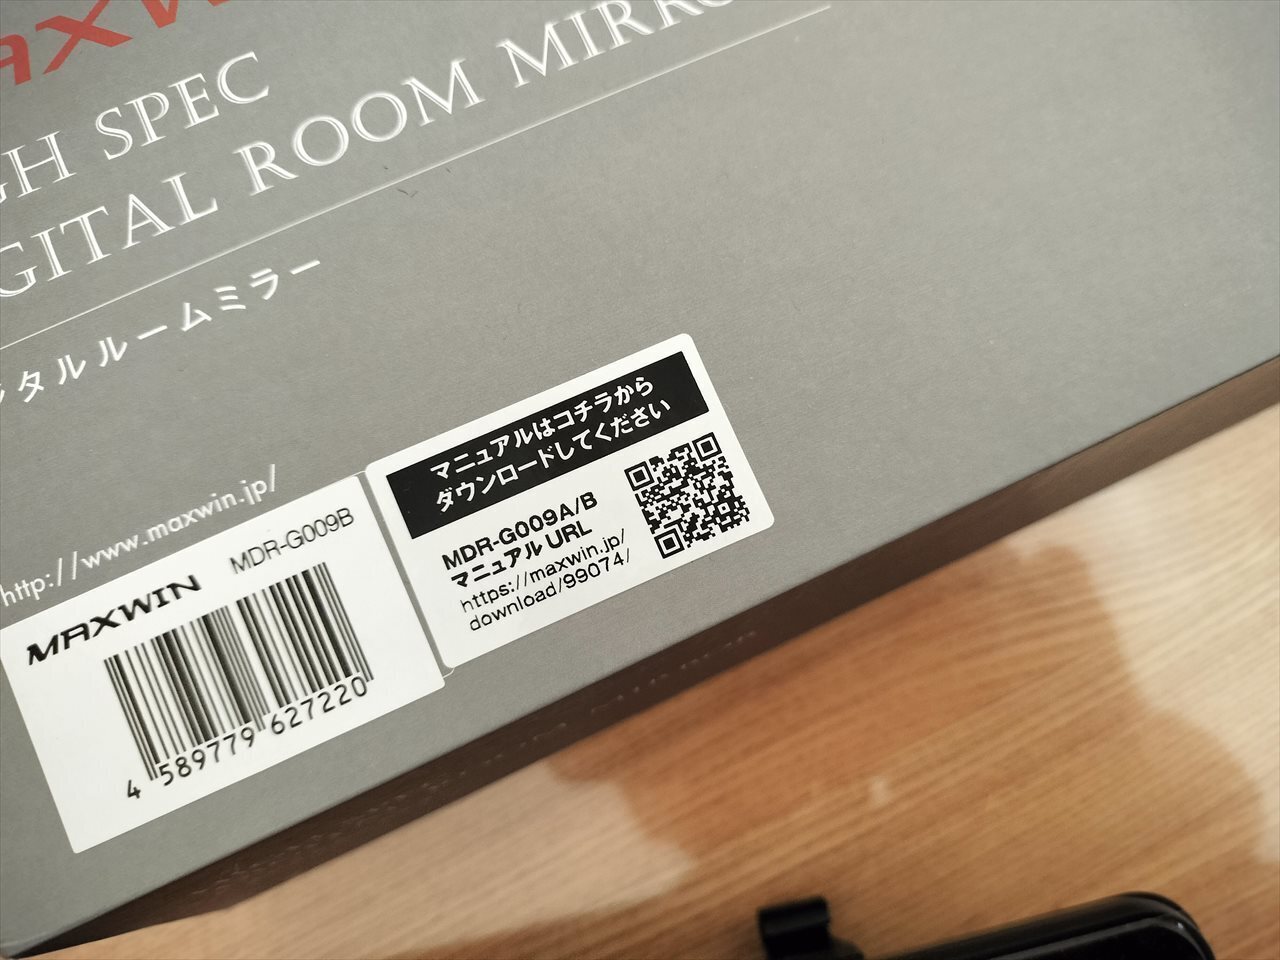 MAXW
GH SPEC
GITAL ROOM MIRRO
ジタルルームミラー
http://www.maxwin.jp/
MAXWIN MDR-G009B
4 589779 627220
マニュアルはコチラから
ダウンロードしてください
MDR-G009A/B
マニュアル URL
https://maxwin.jp/
download/99074/